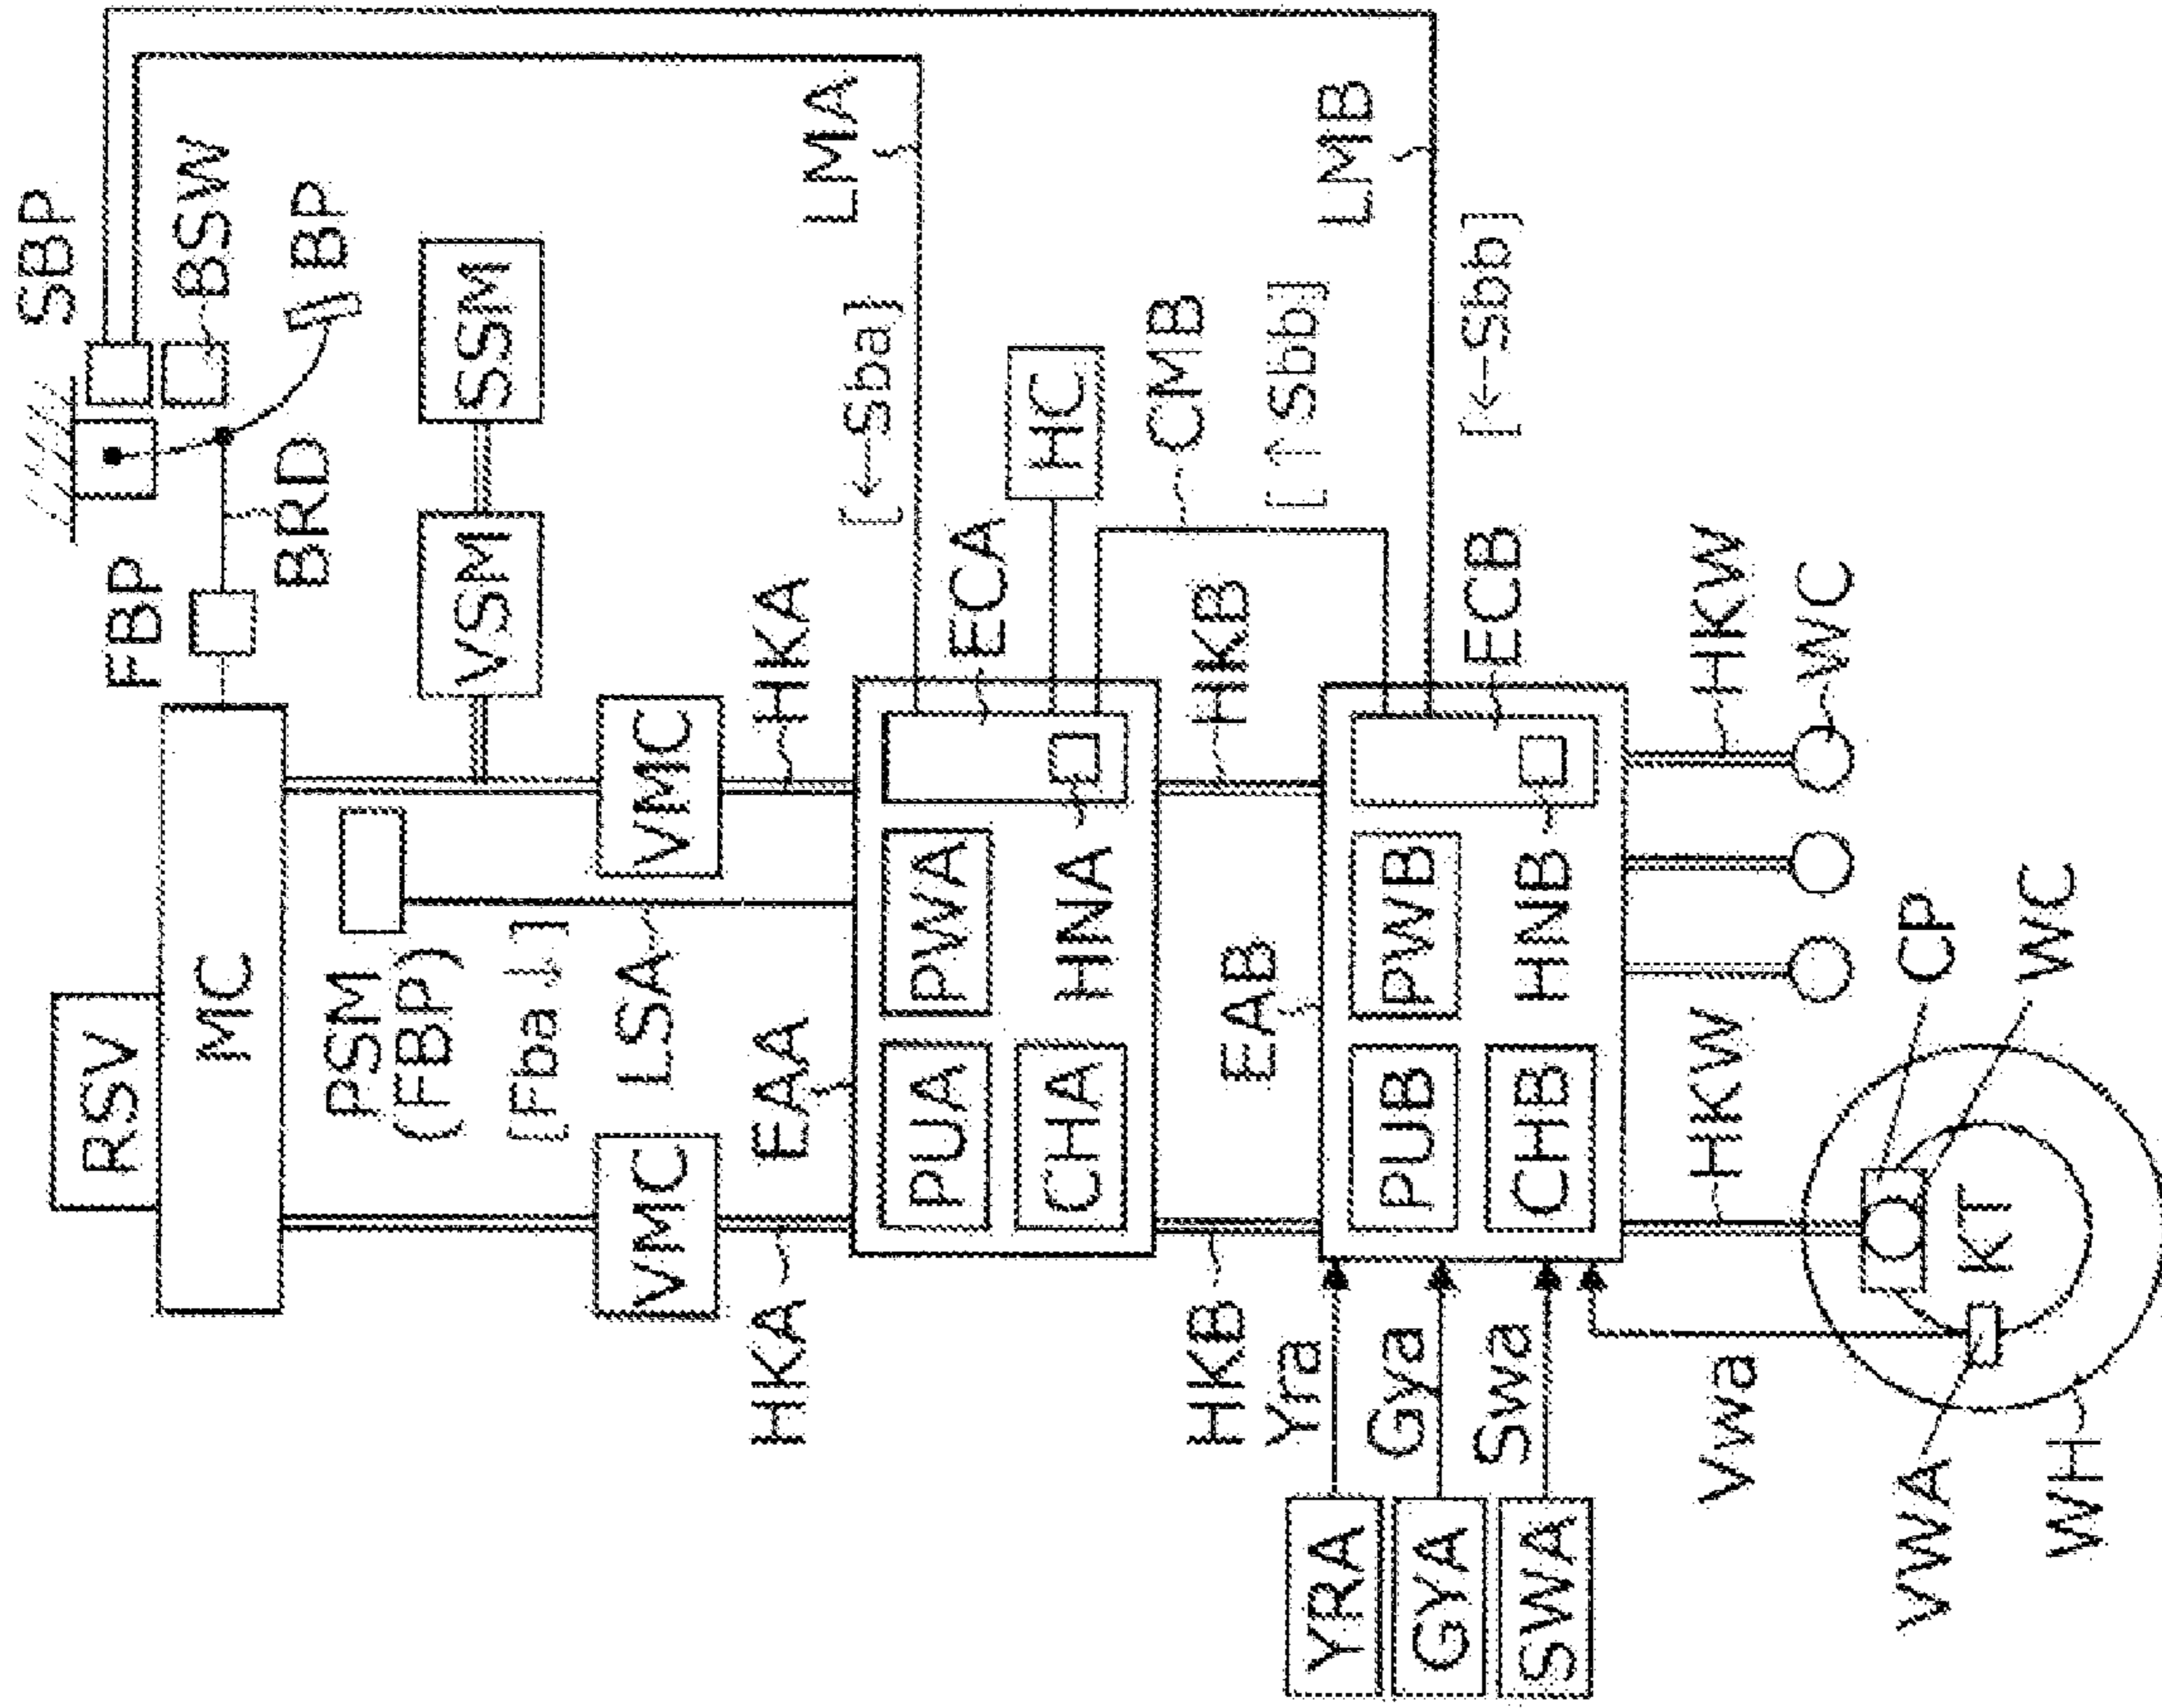 SBP
BSW
BP
FBP
BRD
RSV
MC
SSM
VSM
PSM
(FBP)
[Fba ↓]
LSA
VMC
VMC
HKA
HKA
LMA
[←Sba]
EAA
ECA
PUA
PWA
CHA
HNA
HC
CMB
[↑Sbb]
LMB
[←Sbb]
HKB
HKB
EAB
ECB
PUB
PWB
CHB
HNB
YRA
Yra
GYA
Gya
SWA
Swa
Vwa
HKW
HKW
WC
CP
WC
KT
VWA
WH